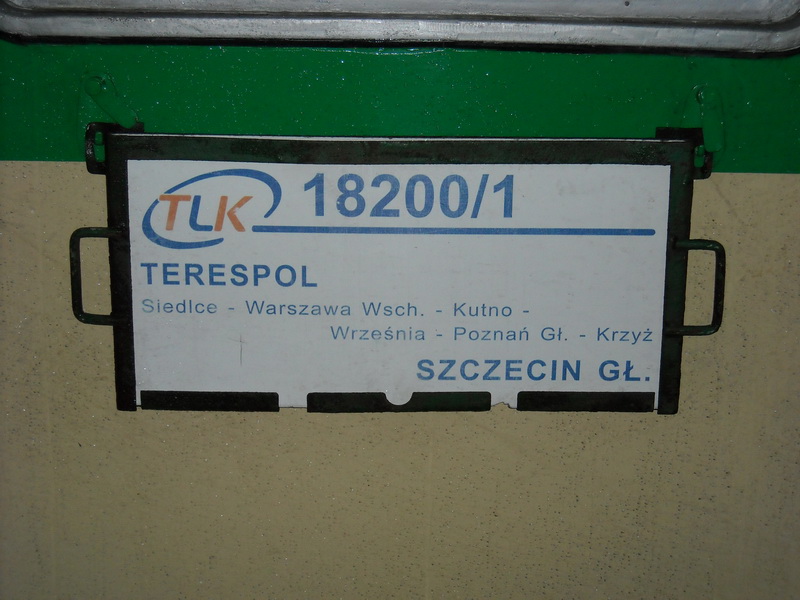 TLK 18200/1
TERESPOL
Siedlce - Warszawa Wsch. - Kutno -
Września - Poznań Gł. - Krzyż
SZCZECIN GŁ.